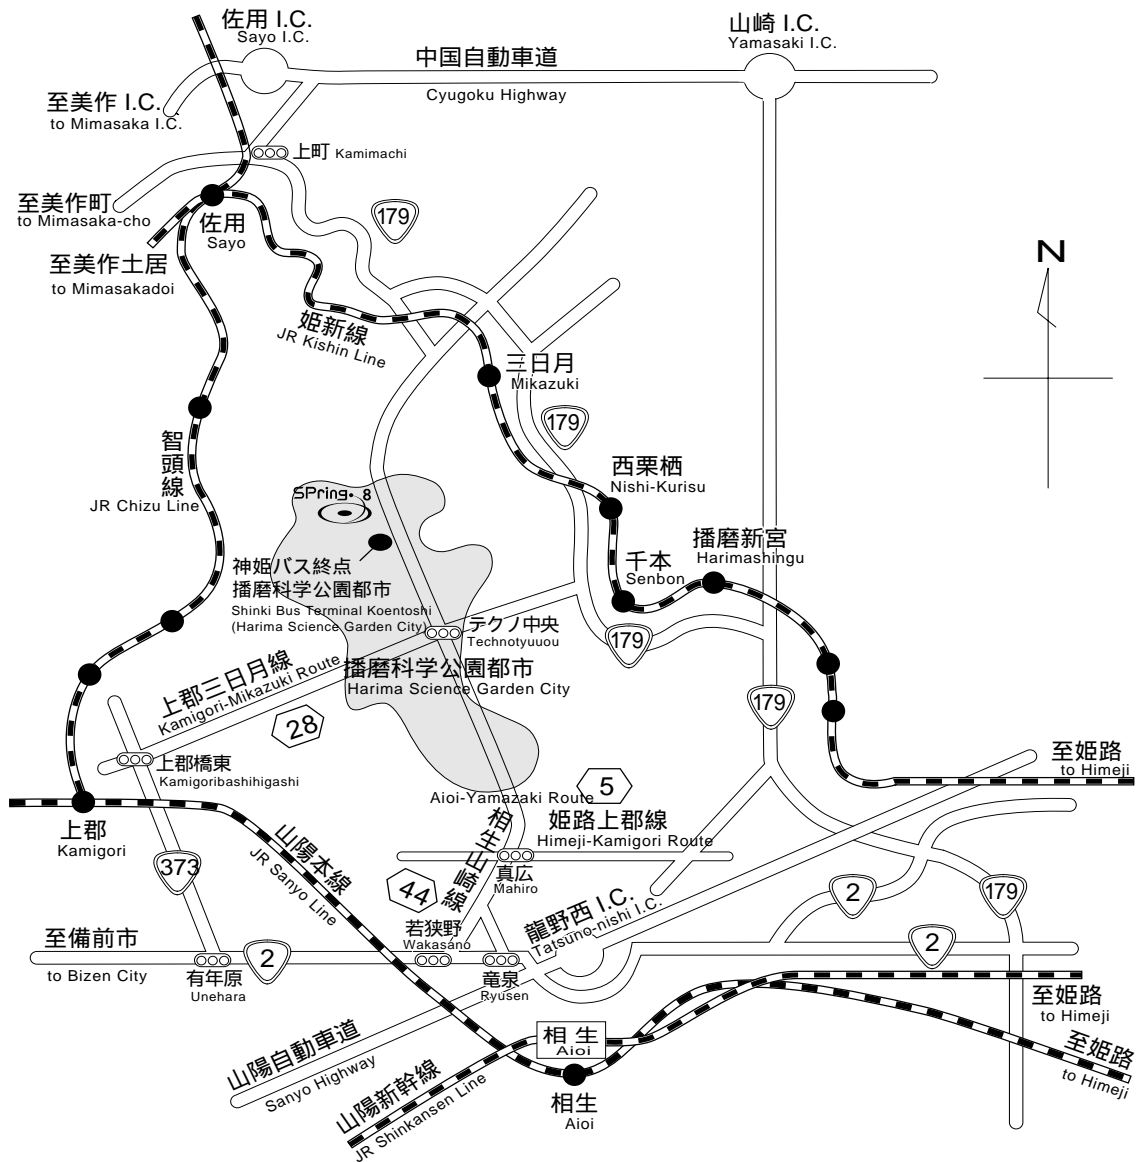 佐用 I.C.
Sayo I.C.
山崎 I.C.
Yamasaki I.C.
中国自動車道
Cyugoku Highway
至美作 I.C.
to Mimasaka I.C.
上町 Kamimachi
至美作町
to Mimasaka-cho
佐用
Sayo
179
至美作土居
to Mimasakadoi
N
姫新線
JR Kishin Line
三日月
Mikazuki
179
智頭線
JR Chizu Line
西栗栖
Nishi-Kurisu
SPring-8
播磨新宮
Harimashingu
千本
Senbon
神姫バス終点
播磨科学公園都市
Shinki Bus Terminal Koentoshi
(Harima Science Garden City)
テクノ中央
Technotyuuou
179
上郡三日月線
Kamigori-Mikazuki Route
播磨科学公園都市
Harima Science Garden City
28
179
上郡橋東
Kamigoribashihigashi
至姫路
to Himeji
5
Aioi-Yamazaki Route
相生山崎線
姫路上郡線
Himeji-Kamigori Route
上郡
Kamigori
山陽本線
JR Sanyo Line
373
真広
Mahiro
44
龍野西 I.C.
Tatsuno-nishi I.C.
2
179
至備前市
to Bizen City
有年原
Unehara
2
若狭野
Wakasano
竜泉
Ryusen
2
至姫路
to Himeji
山陽自動車道
Sanyo Highway
相生
Aioi
至姫路
to Himeji
山陽新幹線
JR Shinkansen Line
相生
Aioi